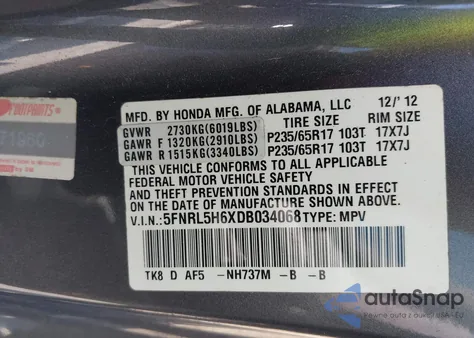 MFD. BY HONDA MFG. OF ALABAMA, LLC 12/'12
GVWR 2730KG(6019LBS) TIRE SIZE RIM SIZE
GAWR F 1320KG(2910LBS) P235/65R17 103T 17X7J
GAWR R 1515KG(3340LBS) P235/65R17 103T 17X7J
THIS VEHICLE CONFORMS TO ALL APPLICABLE
FEDERAL MOTOR VEHICLE SAFETY
AND THEFT PREVENTION STANDARDS IN EFFECT
ON THE DATE OF MANUFACTURE SHOWN ABOVE.
V.I.N: 5FNRL5H6XDB034068 TYPE: MPV
TK8 D AF5 -NH737M -B -B
autoSnap